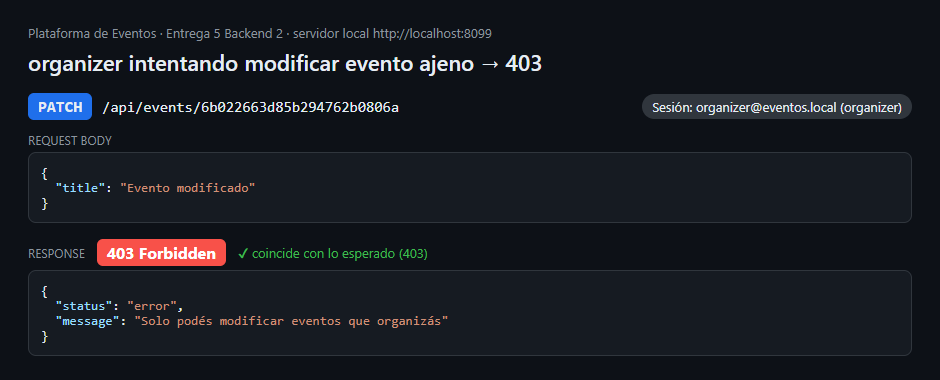 Plataforma de Eventos · Entrega 5 Backend 2 · servidor local http://localhost:8099
organizer intentando modificar evento ajeno → 403
PATCH /api/events/6b022663d85b294762b0806a Sesión: organizer@eventos.local (organizer)
REQUEST BODY
{
  "title": "Evento modificado"
}
RESPONSE 403 Forbidden ✓ coincide con lo esperado (403)
{
  "status": "error",
  "message": "Solo podés modificar eventos que organizás"
}